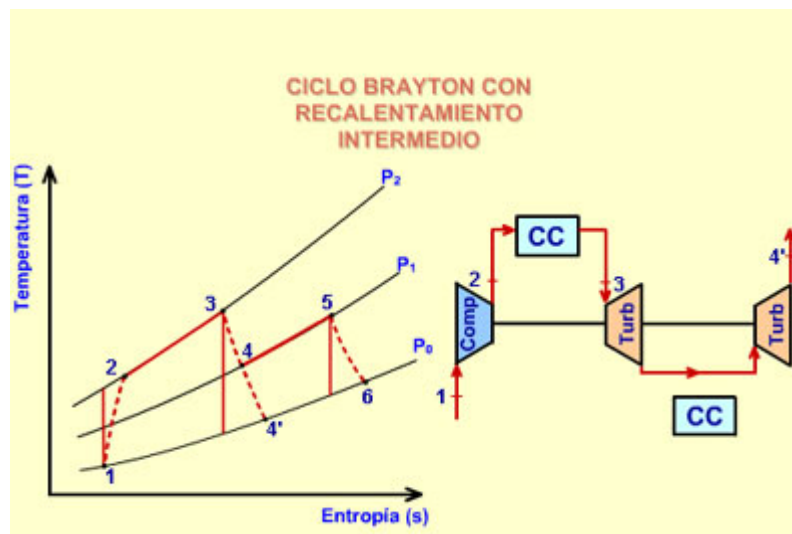 CICLO BRAYTON CON
RECALENTAMIENTO
INTERMEDIO
Temperatura (T)
P₂
P₁
P₀
3
5
2
4
6
4'
1
Entropía (s)
CC
2
3
4'
Comp
Turb
Turb
1
CC